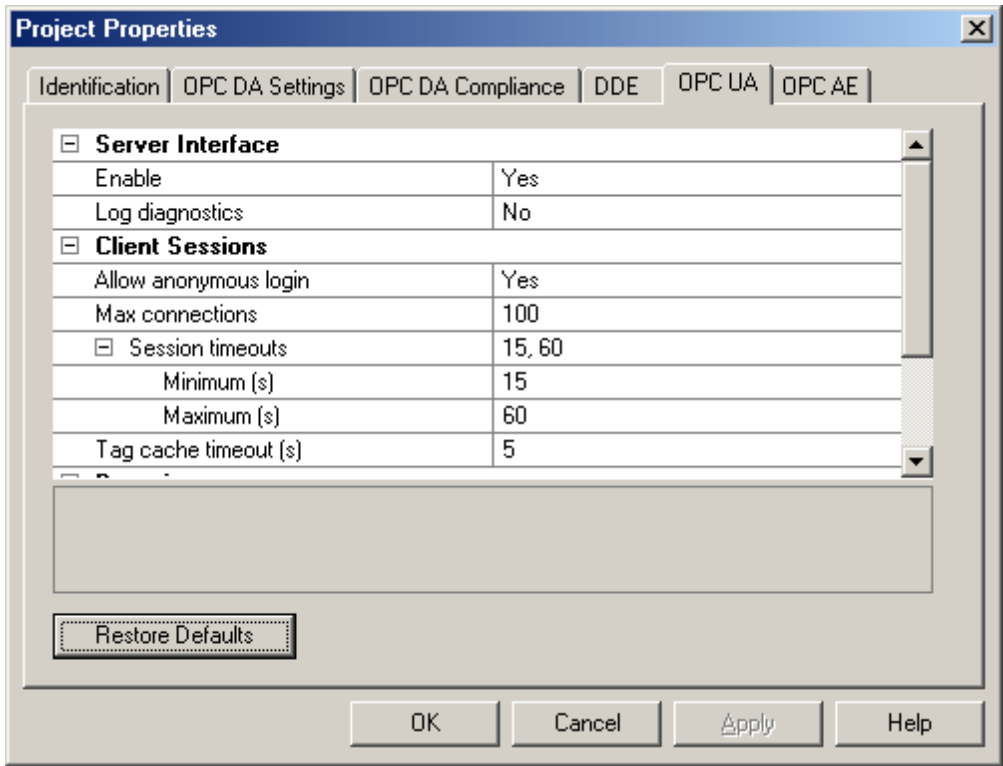 Project Properties
Identification OPC DA Settings OPC DA Compliance DDE OPC UA OPC AE
Server Interface
Enable Yes
Log diagnostics No
Client Sessions
Allow anonymous login Yes
Max connections 100
Session timeouts 15, 60
Minimum (s) 15
Maximum (s) 60
Tag cache timeout (s) 5
Restore Defaults
OK Cancel Apply Help